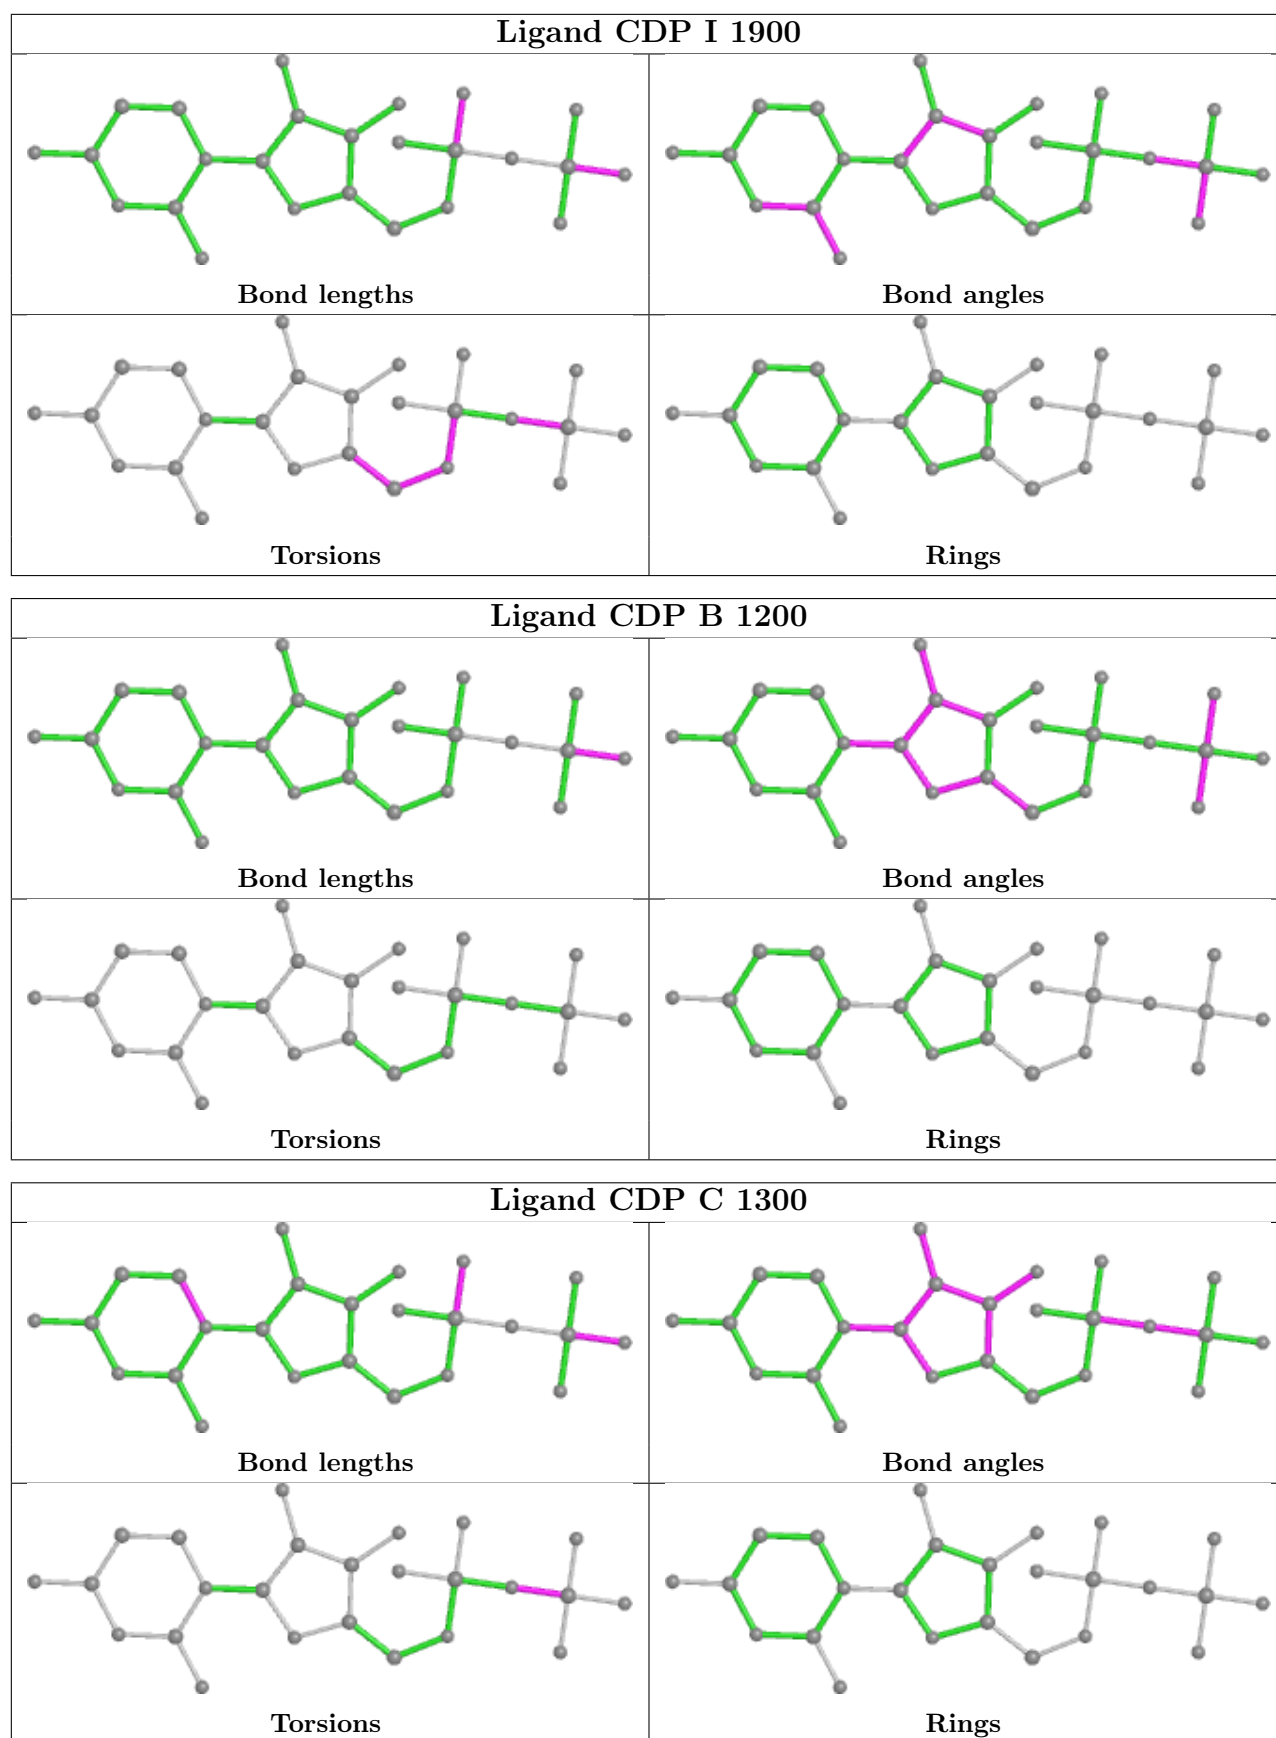 Ligand CDP I 1900
Bond lengths
Bond angles
Torsions
Rings
Ligand CDP B 1200
Bond lengths
Bond angles
Torsions
Rings
Ligand CDP C 1300
Bond lengths
Bond angles
Torsions
Rings